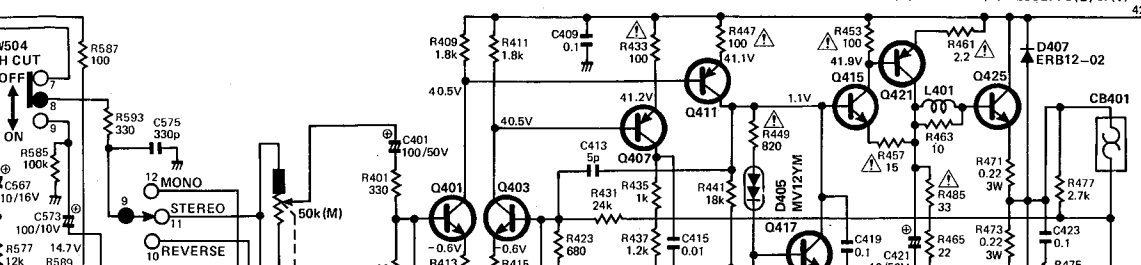 W504
H CUT
OFF
7
8
9
ON
R587
100
R593
330
C575
330p
R585
100k
C567
10/16V
C573
100/10V
14.7V
R577
12k
R589
12
MONO
9
STEREO
11
10
REVERSE
50k(M)
C401
100/50V
R401
330
R409
1.8k
R411
1.8k
40.5V
40.5V
Q401
Q403
-0.6V
-0.6V
R413
R415
C409
0.1
R433
100
41.2V
Q407
C413
5p
R431
24k
R423
680
R435
1k
R437
1.2k
C415
0.01
R447
100
41.1V
Q411
R441
18k
1.1V
R449
820
D405
MV12YM
Q417
C419
0.1
R453
100
41.9V
Q415
Q421
R457
15
R461
2.2
L401
R463
10
Q425
R485
33
C421
R465
22
R471
0.22
3W
R473
0.22
3W
D407
ERB12-02
CB401
R477
2.7k
C423
0.1
R475
42